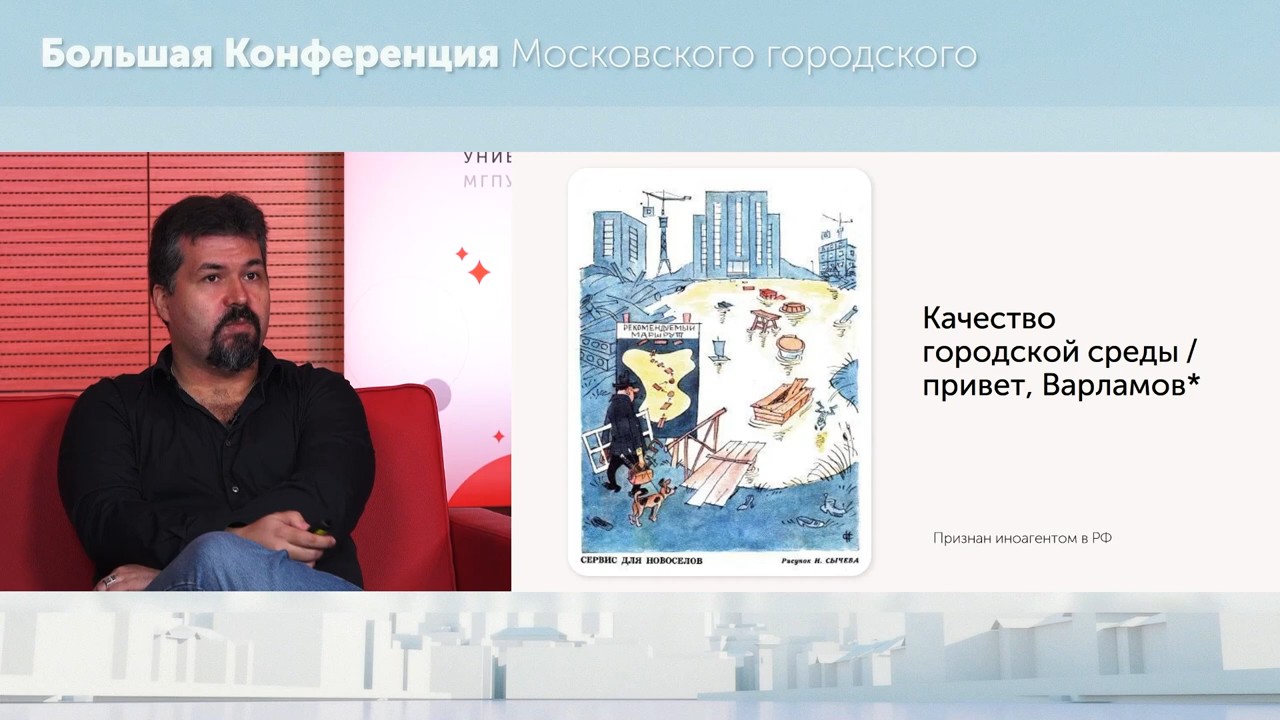 Большая Конференция Московского городского
МГПУ
РЕКОМЕНДУЕМЫЙ
МАРШРУТ
СЕРВИС ДЛЯ НОВОСЕЛОВ
Рисунок И. СЫЧЕВА
Качество
городской среды /
привет, Варламов*
Признан иноагентом в РФ